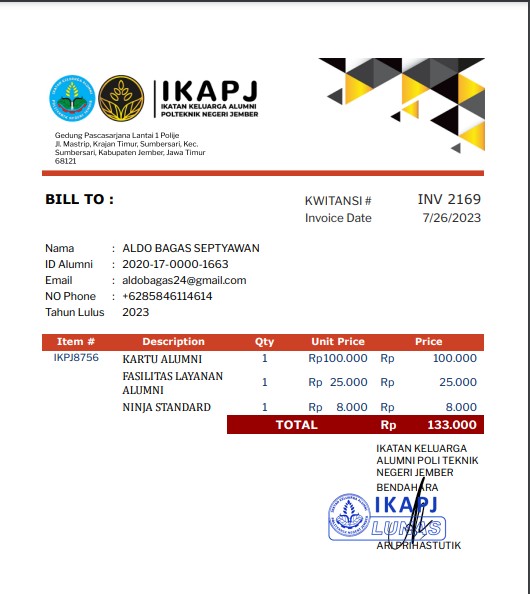 IKAPJ
IKATAN KELUARGA ALUMNI
POLTEKNIK NEGERI JEMBER
Gedung Pascasarjana Lantai 1 Polije
Jl. Mastrip, Krajan Timur, Sumbersari, Kec.
Sumbersari, Kabupaten Jember, Jawa Timur
68121
BILL TO :
KWITANSI # INV 2169
Invoice Date 7/26/2023
Nama : ALDO BAGAS SEPTYAWAN
ID Alumni : 2020-17-0000-1663
Email : aldobagas24@gmail.com
NO Phone : +6285846114614
Tahun Lulus 2023
Item # Description Qty Unit Price Price
IKPJ8756 KARTU ALUMNI 1 Rp100.000 Rp 100.000
FASILITAS LAYANAN
ALUMNI 1 Rp 25.000 Rp 25.000
NINJA STANDARD 1 Rp 8.000 Rp 8.000
TOTAL Rp 133.000
IKATAN KELUARGA
ALUMNI POLI TEKNIK
NEGERI JEMBER
BENDAHARA
IKAPJ
LUNAS
ARI PRIHASTUTIK